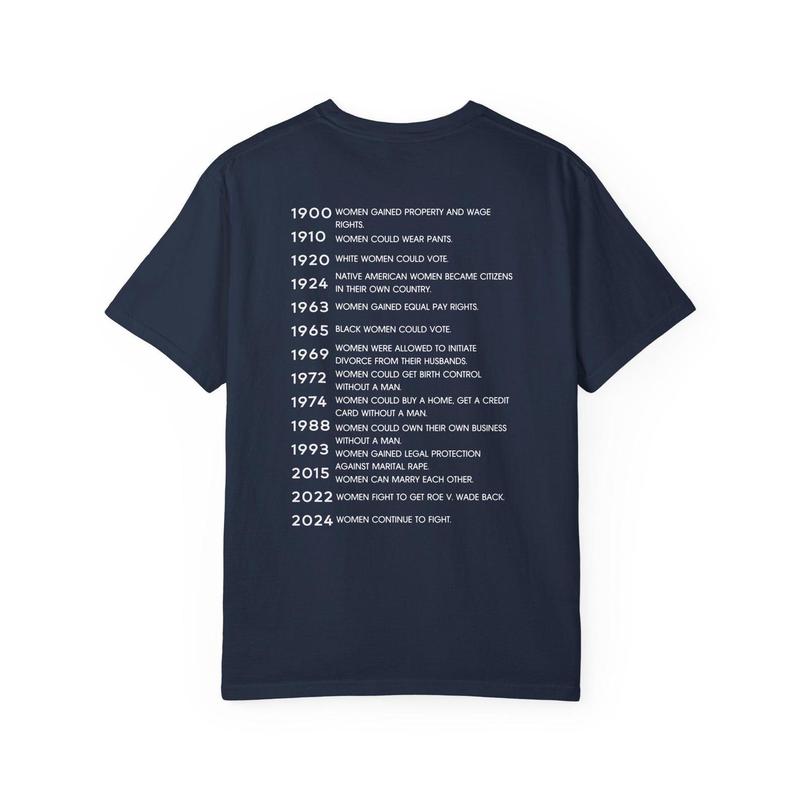 1900 WOMEN GAINED PROPERTY AND WAGE
RIGHTS.
1910 WOMEN COULD WEAR PANTS.
1920 WHITE WOMEN COULD VOTE.
1924 NATIVE AMERICAN WOMEN BECAME CITIZENS
IN THEIR OWN COUNTRY.
1963 WOMEN GAINED EQUAL PAY RIGHTS.
1965 BLACK WOMEN COULD VOTE.
1969 WOMEN WERE ALLOWED TO INITIATE
DIVORCE FROM THEIR HUSBANDS.
1972 WOMEN COULD GET BIRTH CONTROL
WITHOUT A MAN.
1974 WOMEN COULD BUY A HOME, GET A CREDIT
CARD WITHOUT A MAN.
1988 WOMEN COULD OWN THEIR OWN BUSINESS
WITHOUT A MAN.
1993 WOMEN GAINED LEGAL PROTECTION
AGAINST MARITAL RAPE.
2015 WOMEN CAN MARRY EACH OTHER.
2022 WOMEN FIGHT TO GET ROE V. WADE BACK.
2024 WOMEN CONTINUE TO FIGHT.